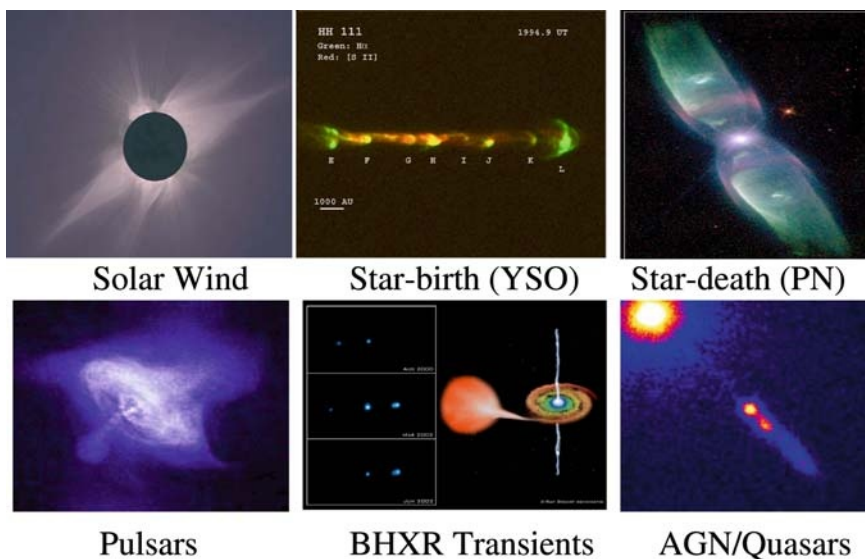 HH 111
1994.9 UT
Green: Hα
Red: [S II]
E F G H I J K L
1000 AU
Solar Wind Star-birth (YSO) Star-death (PN)
Pulsars BHXR Transients AGN/Quasars